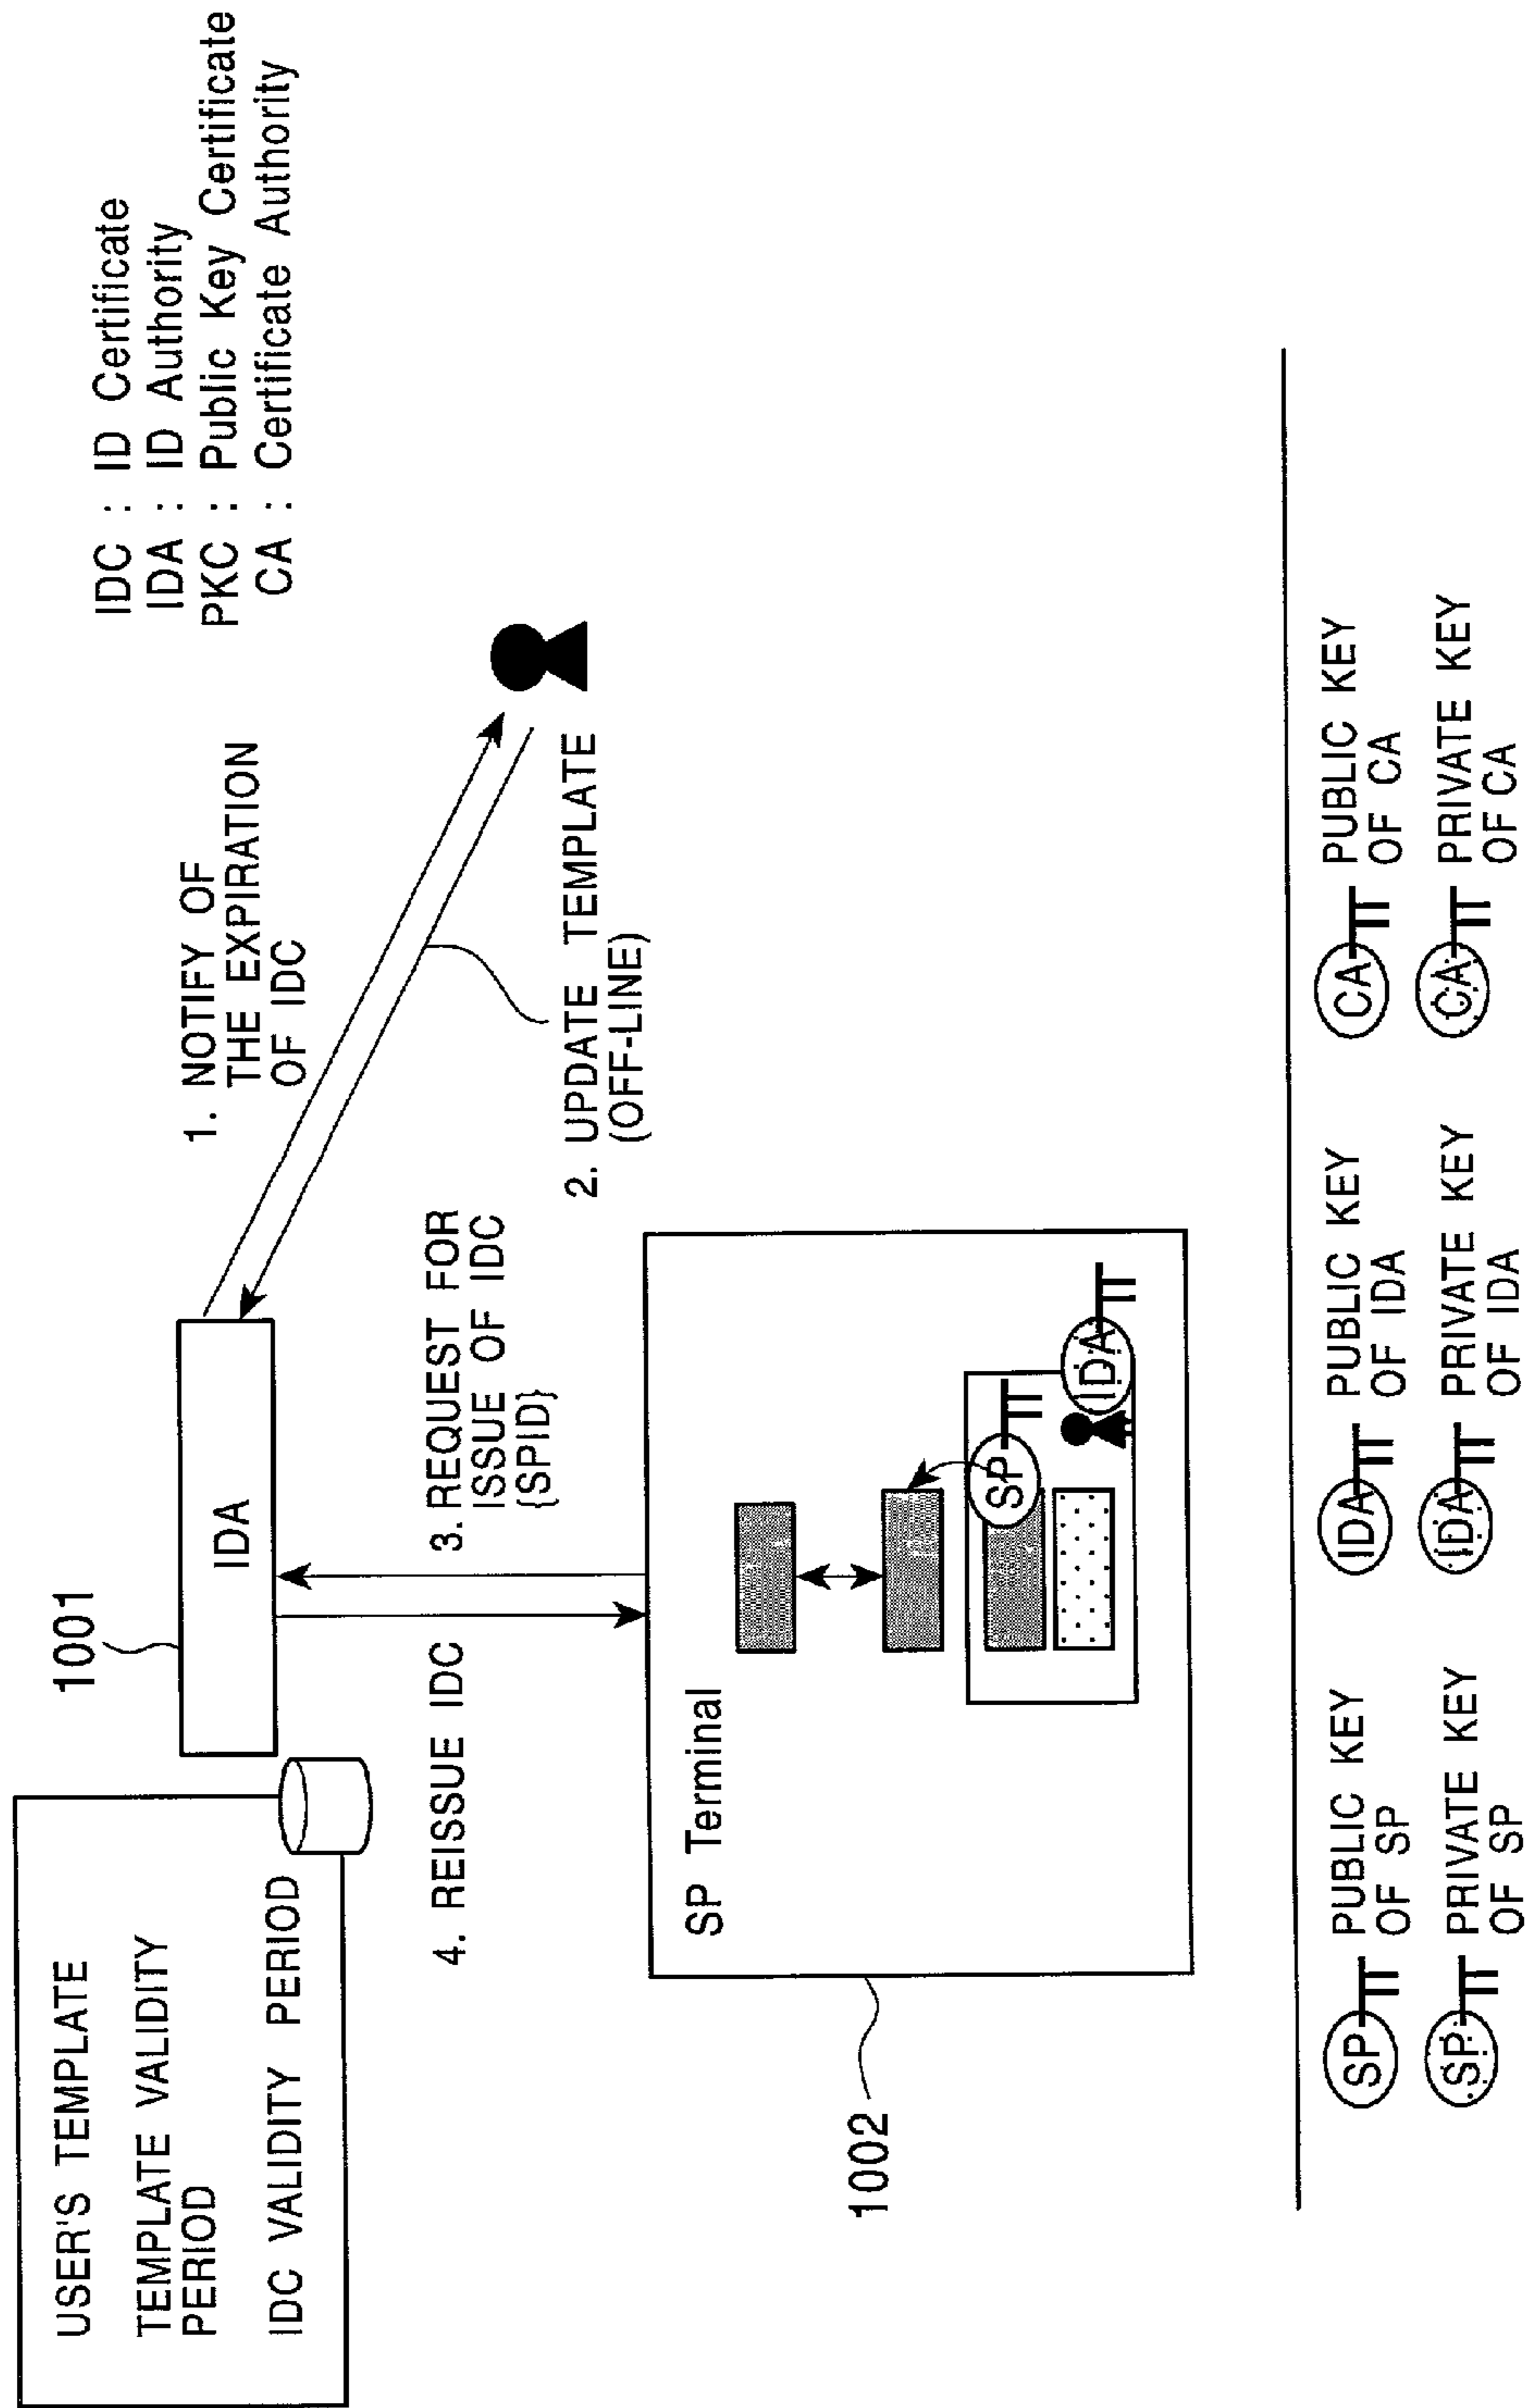 USER'S TEMPLATE
TEMPLATE VALIDITY
PERIOD
IDC VALIDITY PERIOD
1001
IDA
1. NOTIFY OF
THE EXPIRATION
OF IDC
IDC : ID Certificate
IDA : ID Authority
PKC : Public Key Certificate
CA : Certificate Authority
2. UPDATE TEMPLATE
(OFF-LINE)
3. REQUEST FOR
ISSUE OF IDC
{SPID}
4. REISSUE IDC
1002
SP Terminal
SP
IDA
SP PUBLIC KEY
OF SP
IDA PUBLIC KEY
OF IDA
CA PUBLIC KEY
OF CA
SP PRIVATE KEY
OF SP
IDA PRIVATE KEY
OF IDA
CA PRIVATE KEY
OF CA